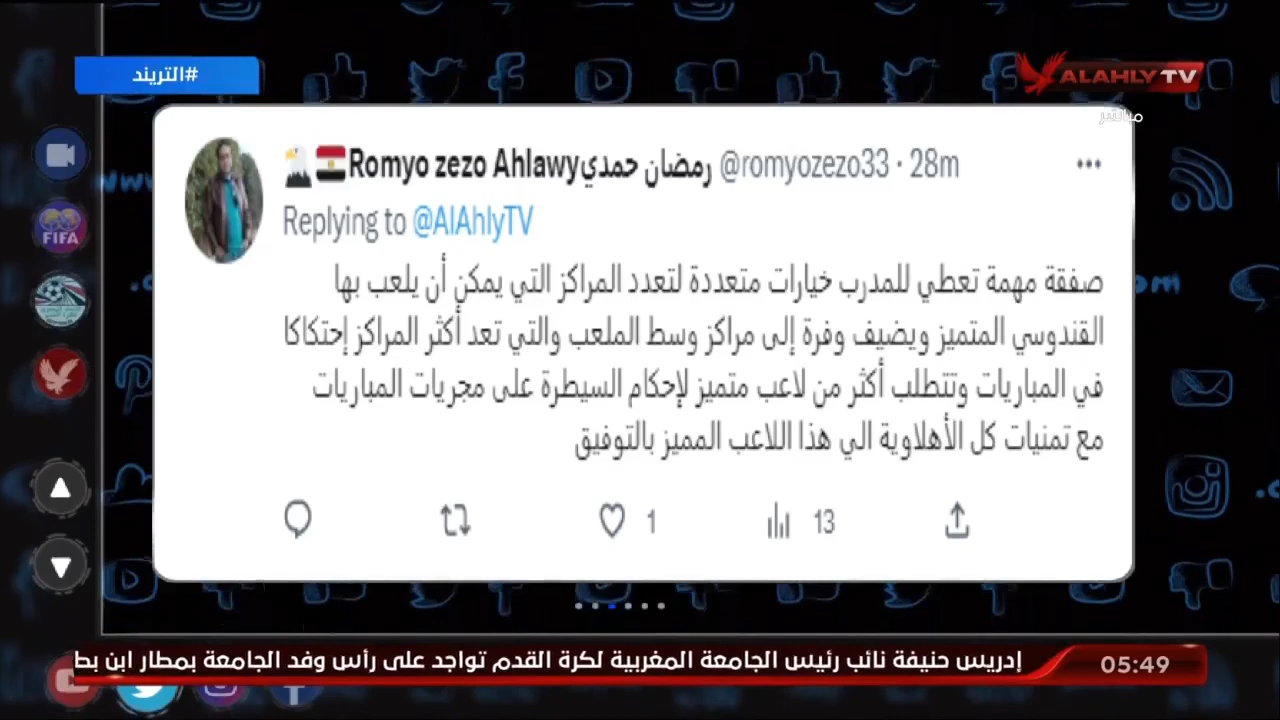 #التريند
ALAHLY TV
مباشر
Romyo zezo Ahlawyرمضان حمدي @romyozezo33 · 28m
Replying to @AlAhlyTV
صفقة مهمة تعطي للمدرب خيارات متعددة لتعدد المراكز التي يمكن أن يلعب بها
القندوسي المتميز ويضيف وفرة إلى مراكز وسط الملعب والتي تعد أكثر المراكز إحتكاكا
في المباريات وتتطلب أكثر من لاعب متميز لإحكام السيطرة على مجريات المباريات
مع تمنيات كل الأهلاوية الي هذا اللاعب المميز بالتوفيق
1
13
FIFA
إدريس حنيفة نائب رئيس الجامعة المغربية لكرة القدم تواجد على رأس وفد الجامعة بمطار ابن بط
05:49